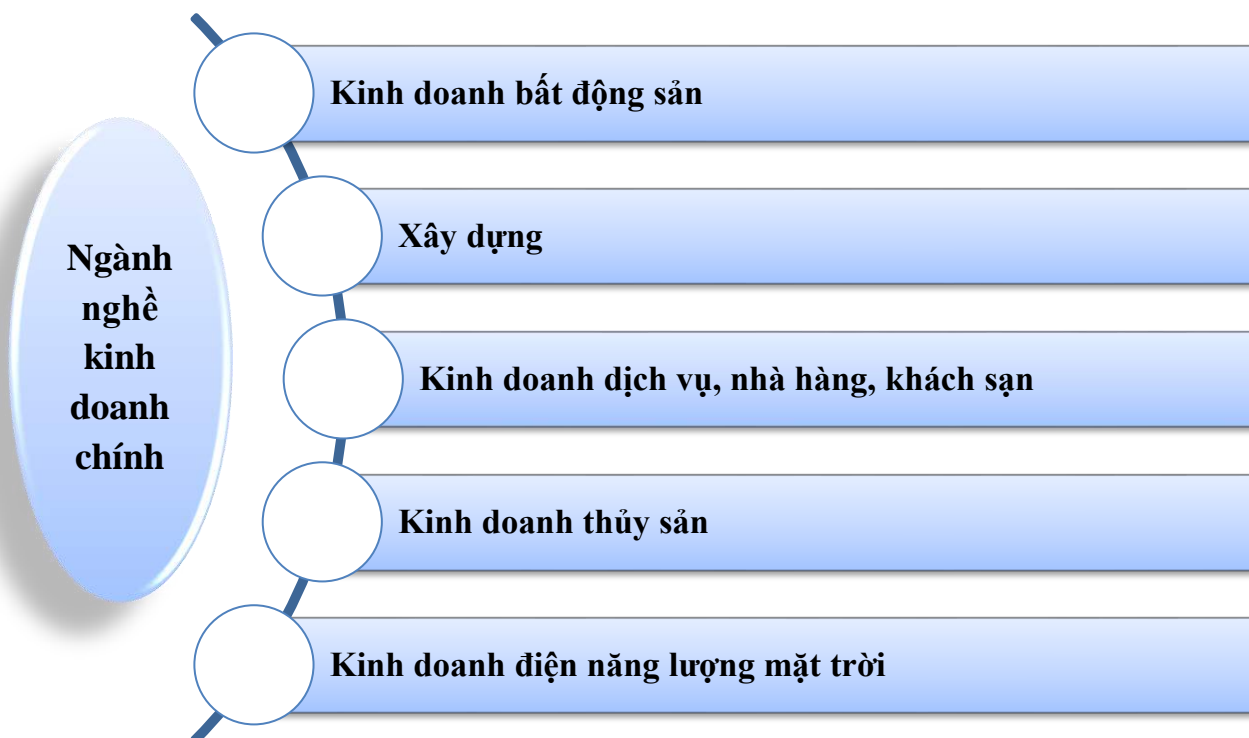 Ngành
nghề
kinh
doanh
chính
Kinh doanh bất động sản
Xây dựng
Kinh doanh dịch vụ, nhà hàng, khách sạn
Kinh doanh thủy sản
Kinh doanh điện năng lượng mặt trời